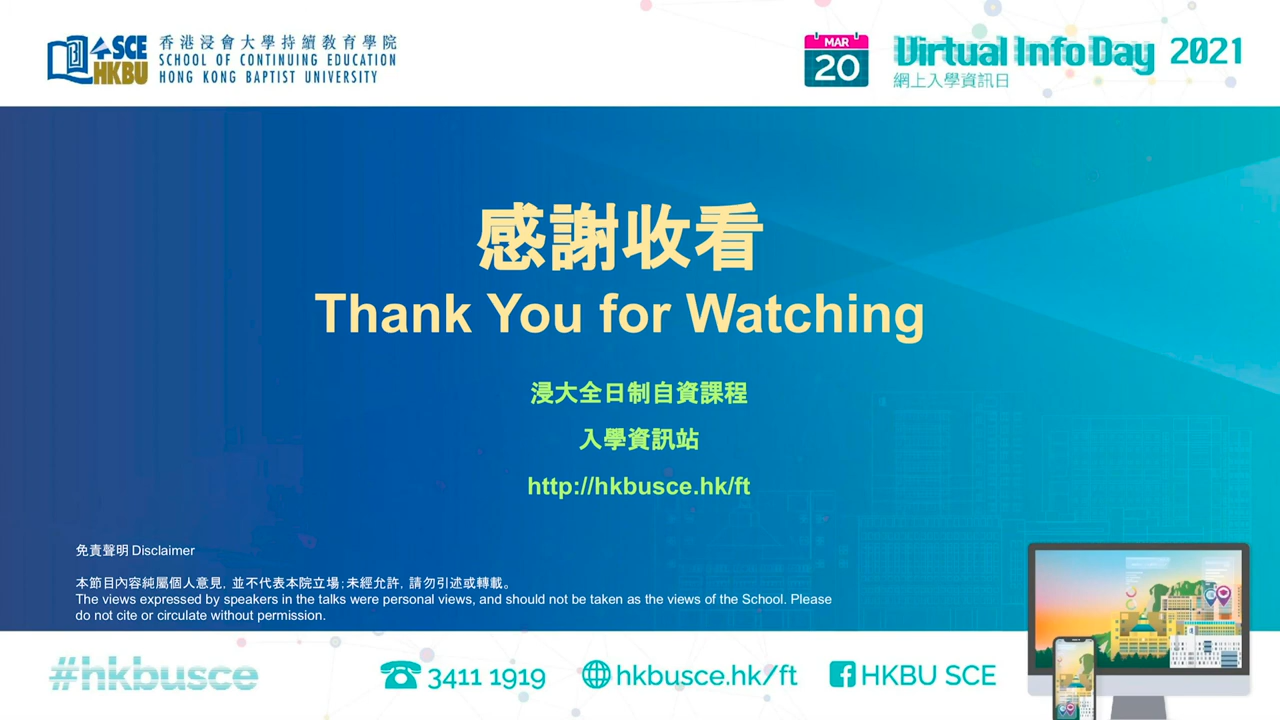 SCE
HKBU
香港浸會大學持續教育學院
SCHOOL OF CONTINUING EDUCATION
HONG KONG BAPTIST UNIVERSITY
MAR
20
Virtual Info Day 2021
網上入學資訊日
感謝收看
Thank You for Watching
浸大全日制自資課程
入學資訊站
http://hkbusce.hk/ft
免責聲明 Disclaimer
本節目內容純屬個人意見，並不代表本院立場；未經允許，請勿引述或轉載。
The views expressed by speakers in the talks were personal views, and should not be taken as the views of the School. Please
do not cite or circulate without permission.
#hkbusce
3411 1919
hkbusce.hk/ft
HKBU SCE